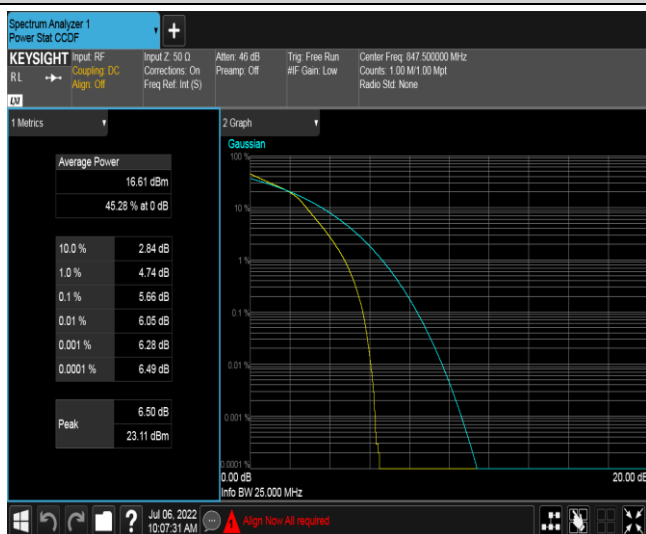 Spectrum Analyzer 1
Power Stat CCDF
KEYSIGHT
Input: RF
Coupling: DC
Align: Off
Input Z: 50 Ω
Corrections: On
Freq Ref: Int (S)
Atten: 46 dB
Preamp: Off
Trig: Free Run
#IF Gain: Low
Center Freq: 847.500000 MHz
Counts: 1.00 M/1.00 Mpt
Radio Std: None
R L
LXI
1 Metrics
Average Power
16.61 dBm
45.28 % at 0 dB
10.0 % 2.84 dB
1.0 % 4.74 dB
0.1 % 5.66 dB
0.01 % 6.05 dB
0.001 % 6.28 dB
0.0001 % 6.49 dB
Peak
6.50 dB
23.11 dBm
2 Graph
Gaussian
100 %
10 %
1 %
0.1 %
0.01 %
0.001 %
0.0001 %
0.00 dB
20.00 dB
Info BW 25.000 MHz
?
Jul 06, 2022
10:07:31 AM
Align Now All required